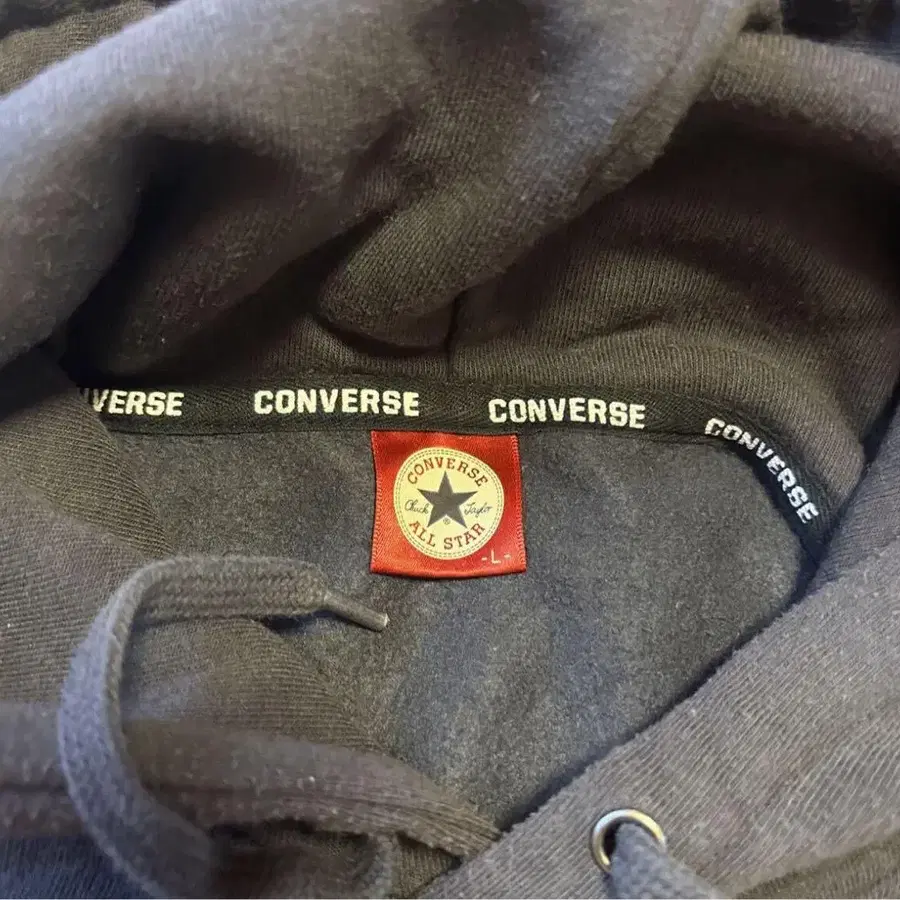 VERSE CONVERSE CONVERSE CONVERSE
CONVERSE
Chuck Taylor
®
ALL STAR
-L-